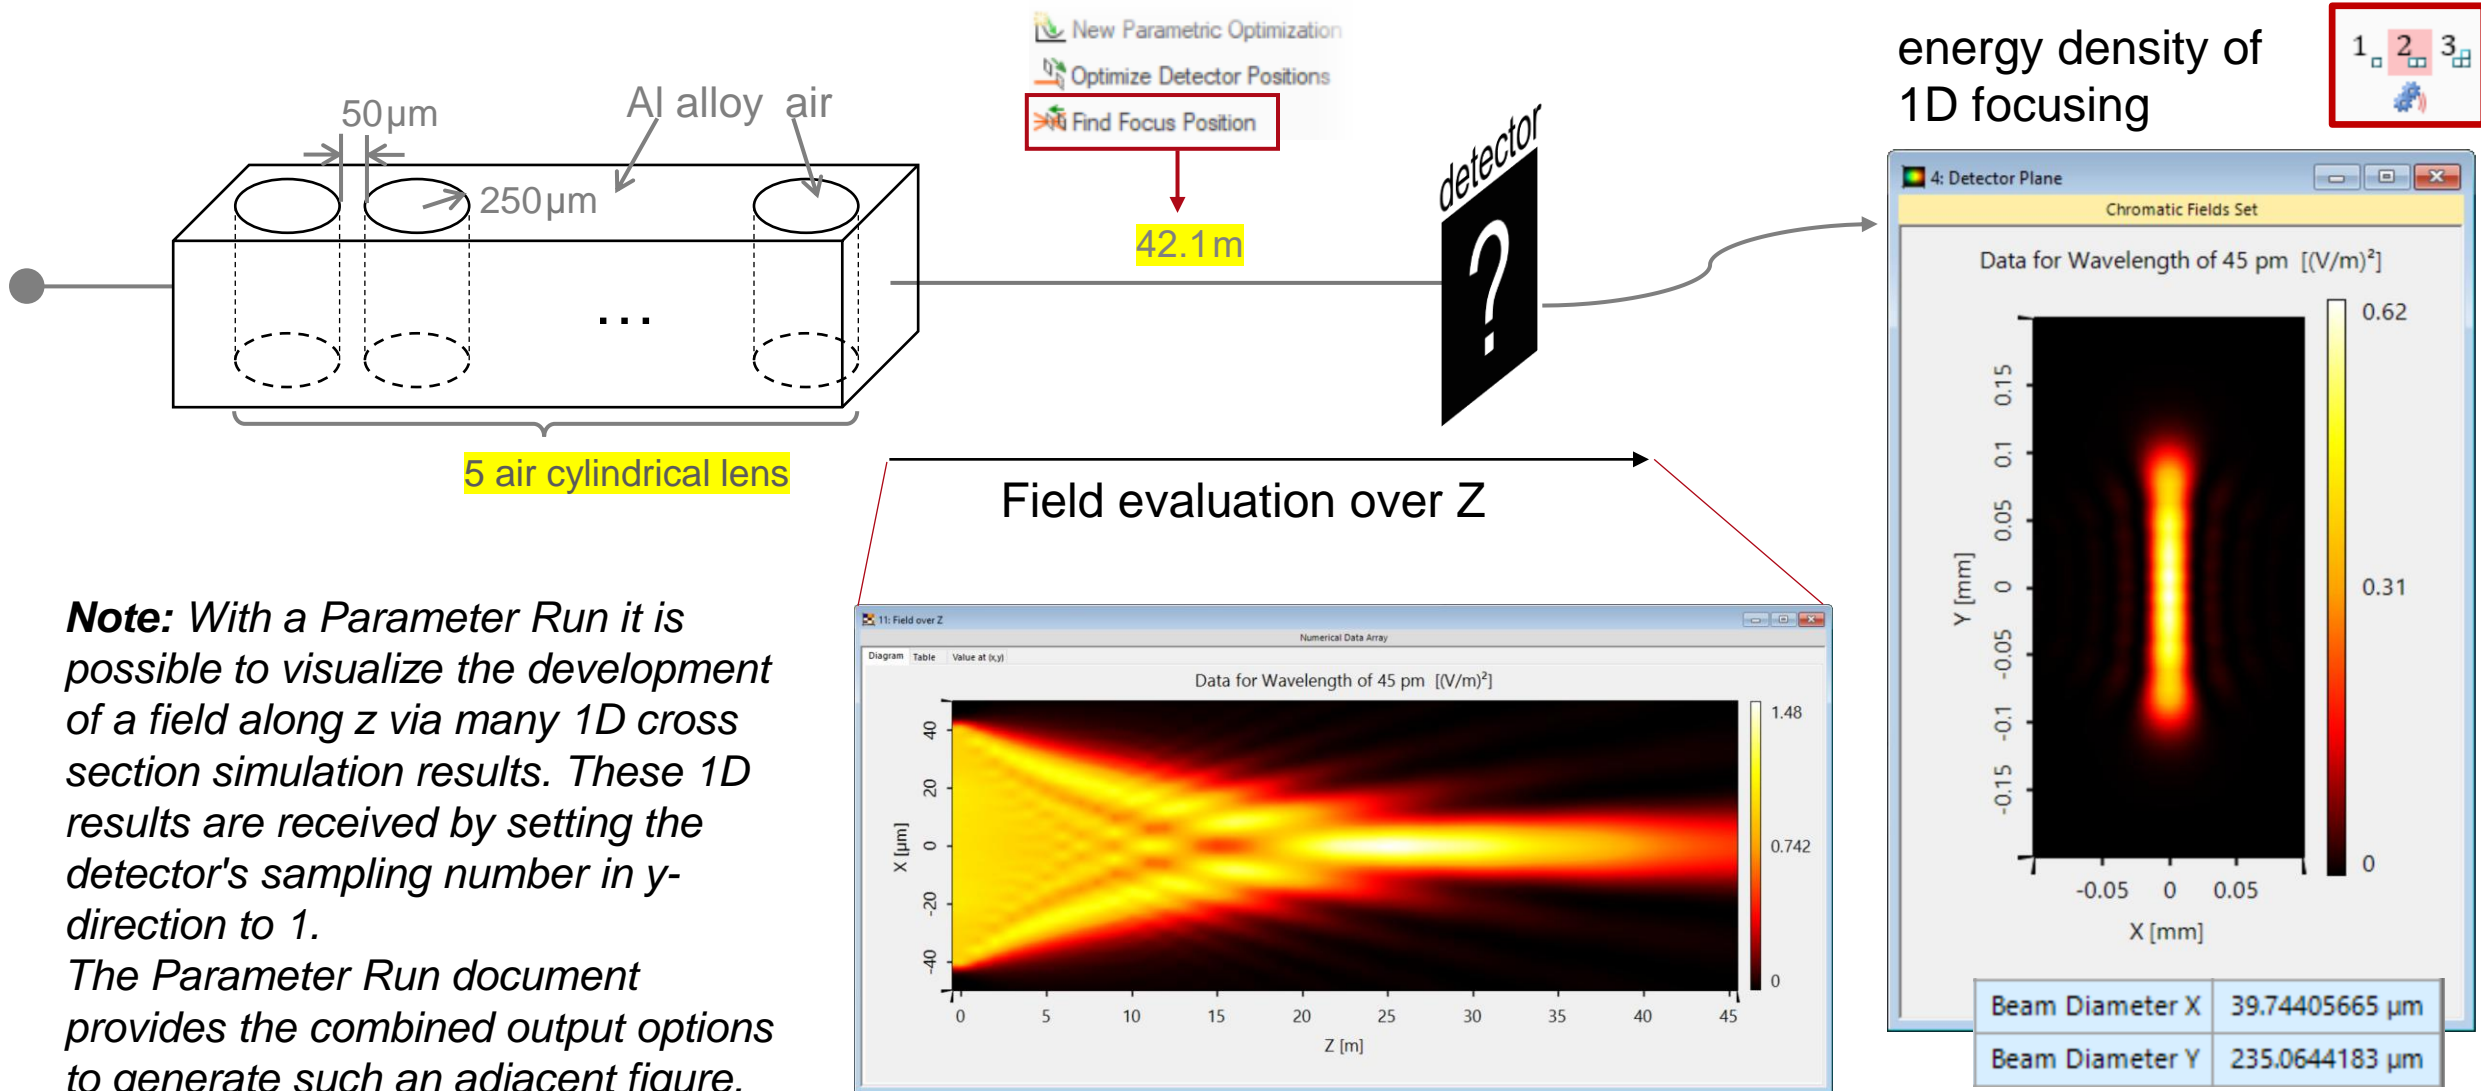 New Parametric Optimization
Optimize Detector Positions
Find Focus Position
42.1m
50µm
Al alloy air
250µm
...
5 air cylindrical lens
detector
?
Field evaluation over Z
energy density of
1D focusing
1 2 3
4: Detector Plane
Chromatic Fields Set
Data for Wavelength of 45 pm [(V/m)²]
0.62
0.31
0
Y [mm]
0.15
0.1
0.05
0
-0.05
-0.1
-0.15
-0.05 0 0.05
X [mm]
Beam Diameter X 39.74405665 µm
Beam Diameter Y 235.0644183 µm
Note: With a Parameter Run it is
possible to visualize the development
of a field along z via many 1D cross
section simulation results. These 1D
results are received by setting the
detector's sampling number in y-
direction to 1.
The Parameter Run document
provides the combined output options
to generate such an adjacent figure.
11: Field over Z
Numerical Data Array
Diagram Table Value at (x,y)
Data for Wavelength of 45 pm [(V/m)²]
1.48
0.742
0
X [µm]
40
20
0
-20
-40
0 5 10 15 20 25 30 35 40 45
Z [m]